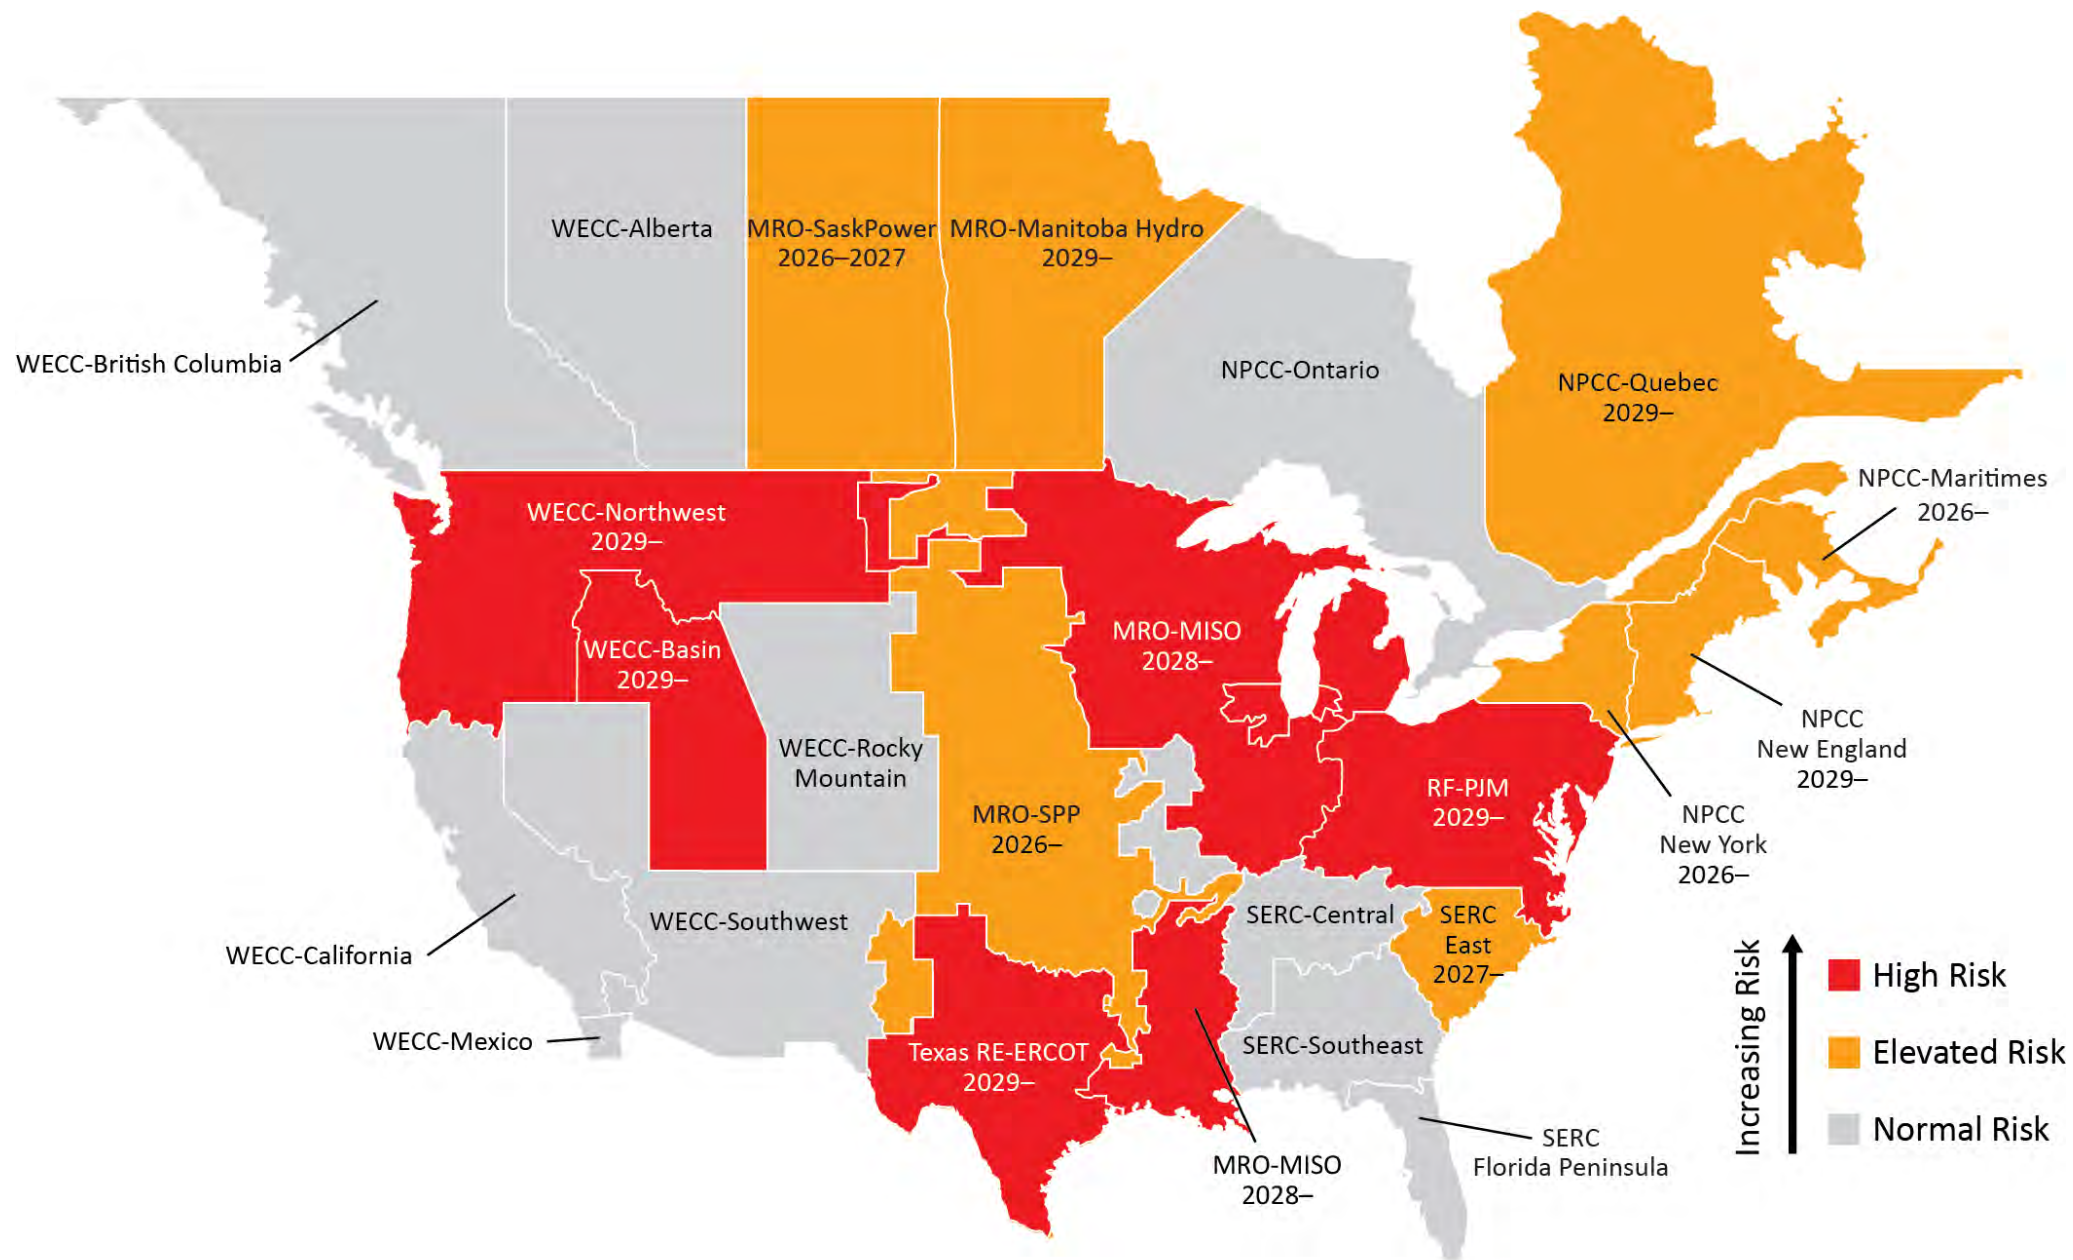 WECC-Alberta
MRO-SaskPower
2026–2027
MRO-Manitoba Hydro
2029–
WECC-British Columbia
NPCC-Ontario
NPCC-Quebec
2029–
NPCC-Maritimes
2026–
WECC-Northwest
2029–
WECC-Basin
2029–
MRO-MISO
2028–
WECC-Rocky
Mountain
MRO-SPP
2026–
RF-PJM
2029–
NPCC
New England
2029–
NPCC
New York
2026–
WECC-California
WECC-Southwest
SERC-Central
SERC
East
2027–
WECC-Mexico
Texas RE-ERCOT
2029–
SERC-Southeast
MRO-MISO
2028–
SERC
Florida Peninsula
Increasing Risk
High Risk
Elevated Risk
Normal Risk